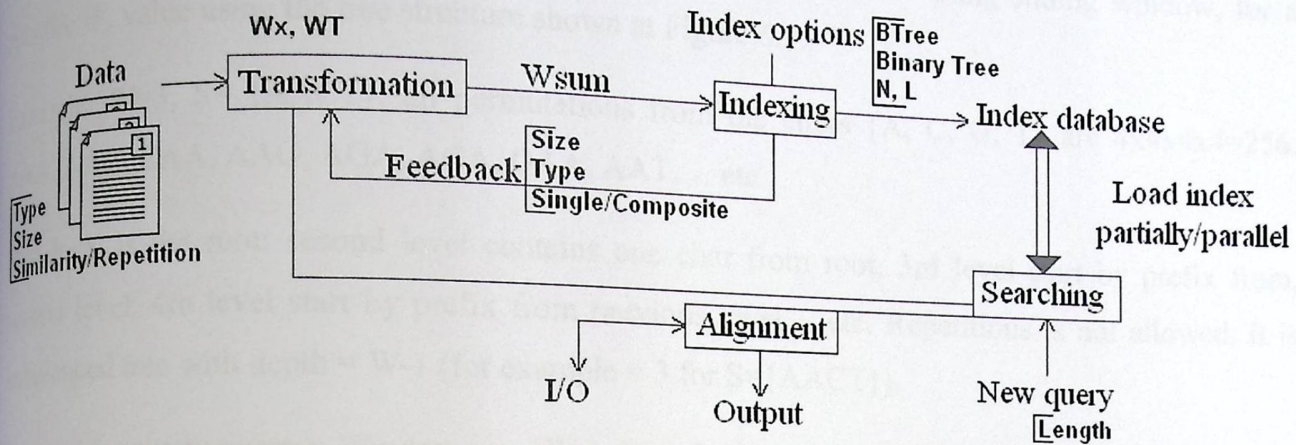 Wx, WT
Index options
BTree
Binary Tree
N, L
Data
Transformation
Wsum
Indexing
Index database
1
Size
Type
Single/Composite
Feedback
Load index
partially/parallel
Type
Size
Similarity/Repetition
Searching
Alignment
I/O
Output
New query
Length